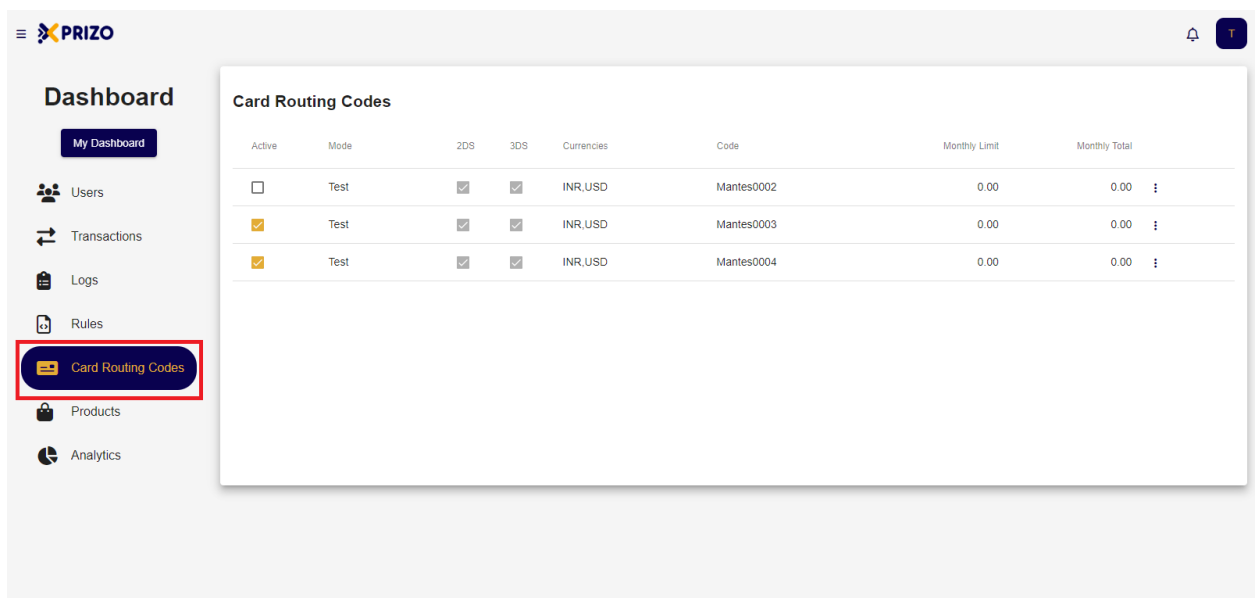 XPRIZO
T
Dashboard
My Dashboard
Users
Transactions
Logs
Rules
Card Routing Codes
Products
Analytics
Card Routing Codes
Active Mode 2DS 3DS Currencies Code Monthly Limit Monthly Total
Test INR,USD Mantes0002 0.00 0.00
Test INR,USD Mantes0003 0.00 0.00
Test INR,USD Mantes0004 0.00 0.00